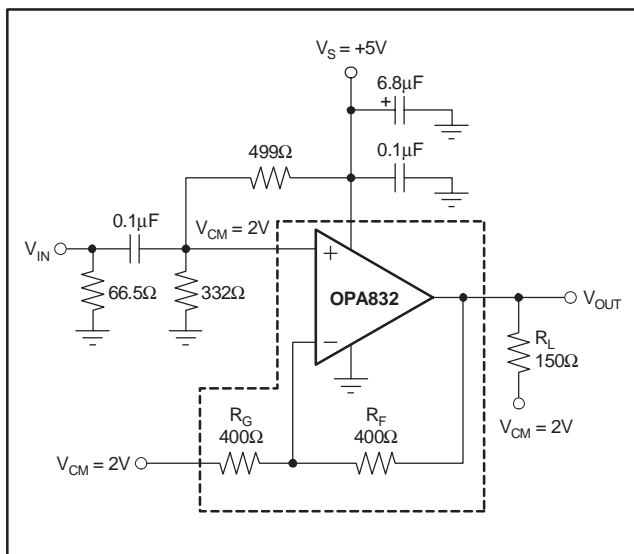 V_S = +5V
6.8μF
+
499Ω
0.1μF
0.1μF
V_CM = 2V
V_IN
+
OPA832
V_OUT
66.5Ω
332Ω
−
R_L
150Ω
R_G
400Ω
R_F
400Ω
V_CM = 2V
V_CM = 2V